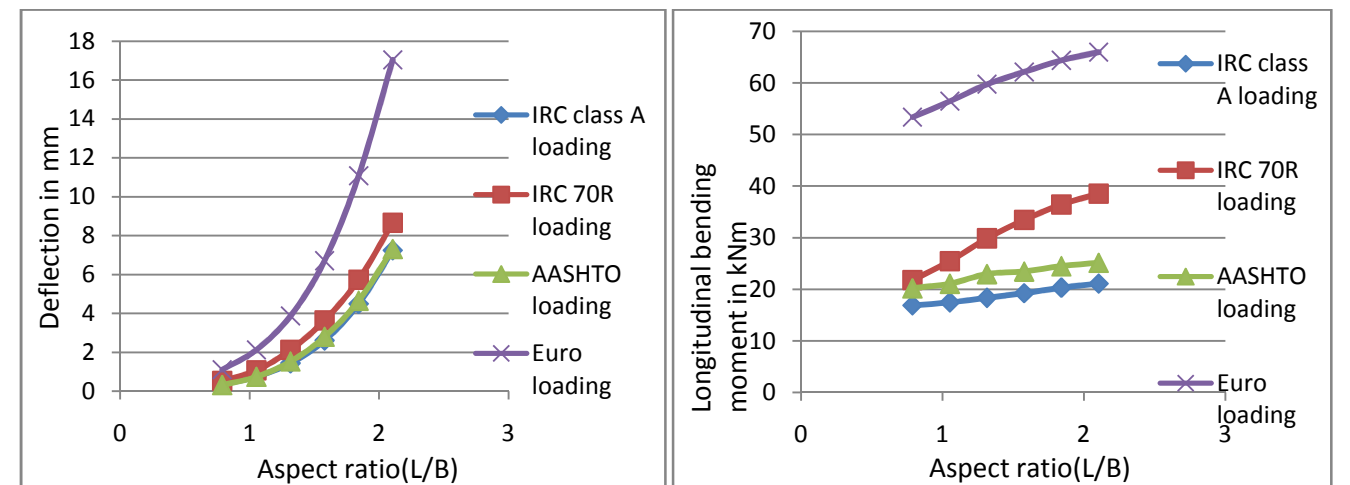 18
16
14
12
10
8
6
4
2
0
Deflection in mm
0 1 2 3
Aspect ratio(L/B)
IRC class A
loading
IRC 70R
loading
AASHTO
loading
Euro
loading
70
60
50
40
30
20
10
0
Longitudinal bending
moment in kNm
0 1 2 3
Aspect ratio(L/B)
IRC class
A loading
IRC 70R
loading
AASHTO
loading
Euro
loading